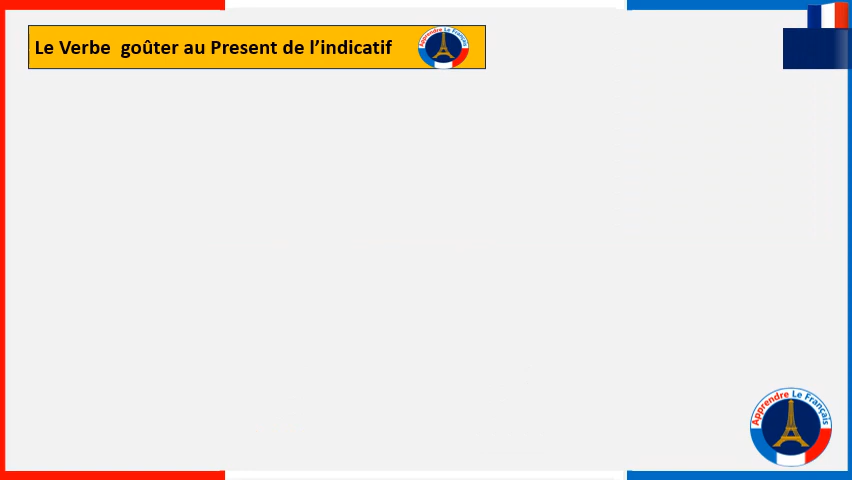 Le Verbe  goûter au Present de l’indicatif
Apprendre Le Français
Apprendre Le Français